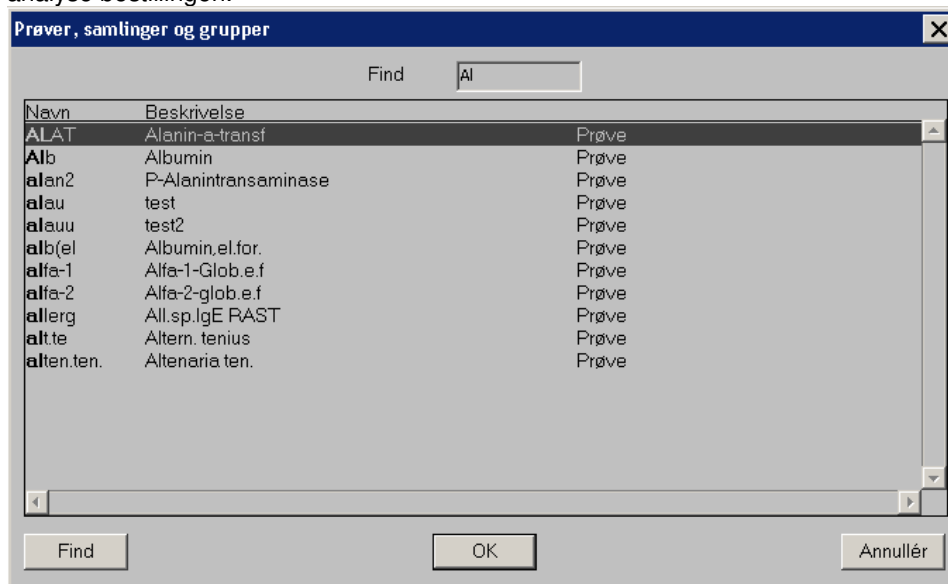 analyse bestillingen.
Prøver, samlinger og grupper
Find Al
Navn Beskrivelse
ALAT Alanin-a-transf Prøve
Alb Albumin Prøve
alan2 P-Alanintransaminase Prøve
alau test Prøve
alauu test2 Prøve
alb(el Albumin,el.for. Prøve
alfa-1 Alfa-1-Glob.e.f Prøve
alfa-2 Alfa-2-glob.e.f Prøve
allerg All.sp.IgE RAST Prøve
alt.te Altern. tenius Prøve
alten.ten. Altenaria ten. Prøve
Find OK Annullér